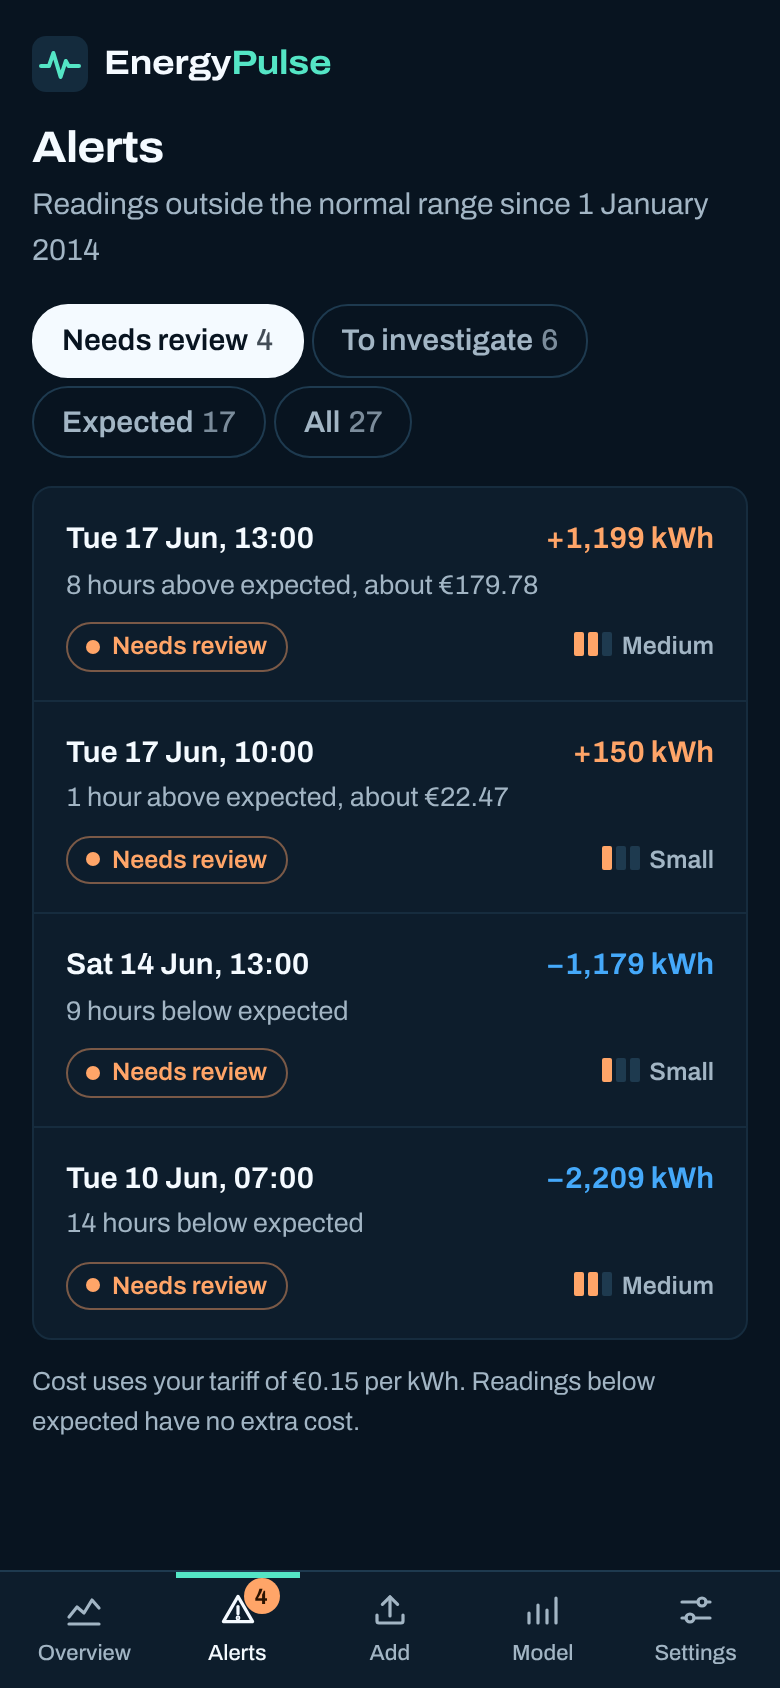 EnergyPulse
Alerts
Readings outside the normal range since 1 January
2014
Needs review 4
To investigate 6
Expected 17
All 27
Tue 17 Jun, 13:00
+1,199 kWh
8 hours above expected, about €179.78
Needs review
Medium
Tue 17 Jun, 10:00
+150 kWh
1 hour above expected, about €22.47
Needs review
Small
Sat 14 Jun, 13:00
−1,179 kWh
9 hours below expected
Needs review
Small
Tue 10 Jun, 07:00
−2,209 kWh
14 hours below expected
Needs review
Medium
Cost uses your tariff of €0.15 per kWh. Readings below
expected have no extra cost.
4
Overview
Alerts
Add
Model
Settings